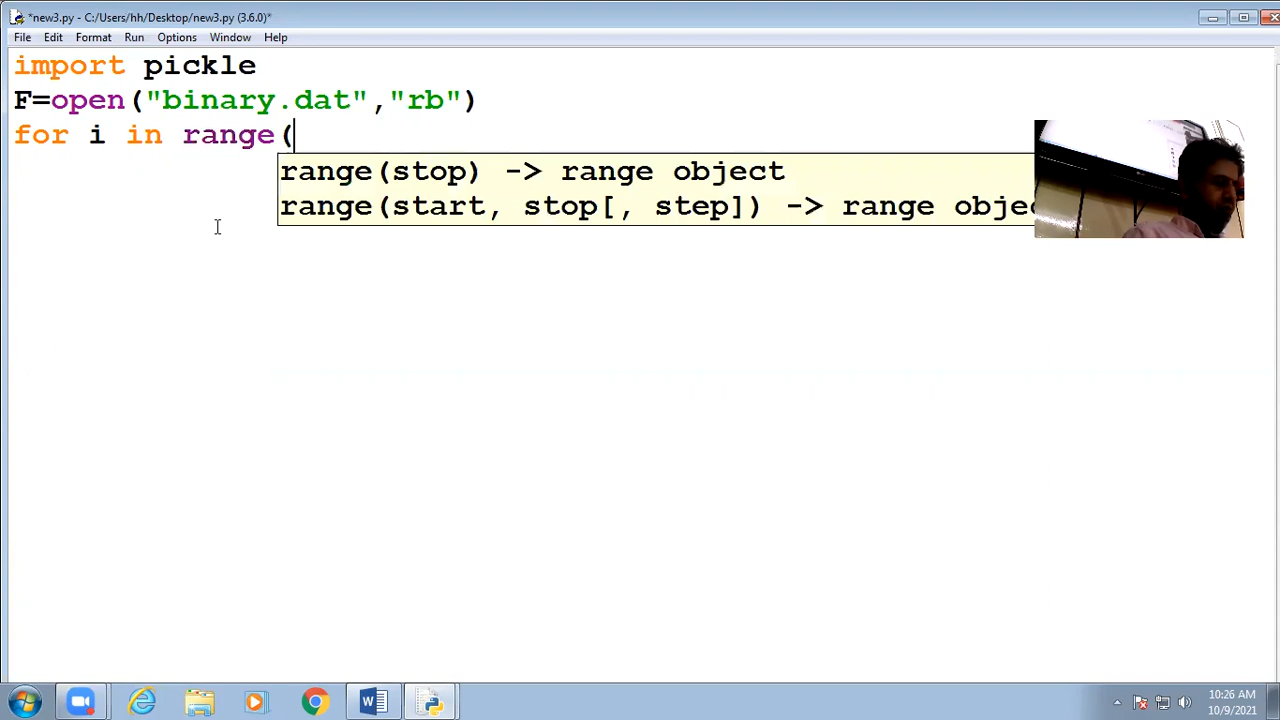 *new3.py - C:/Users/hh/Desktop/new3.py (3.6.0)*
File Edit Format Run Options Window Help
import pickle
F=open("binary.dat","rb")
for i in range(
range(stop) -> range object
range(start, stop[, step]) -> range objec
10:26 AM
10/9/2021